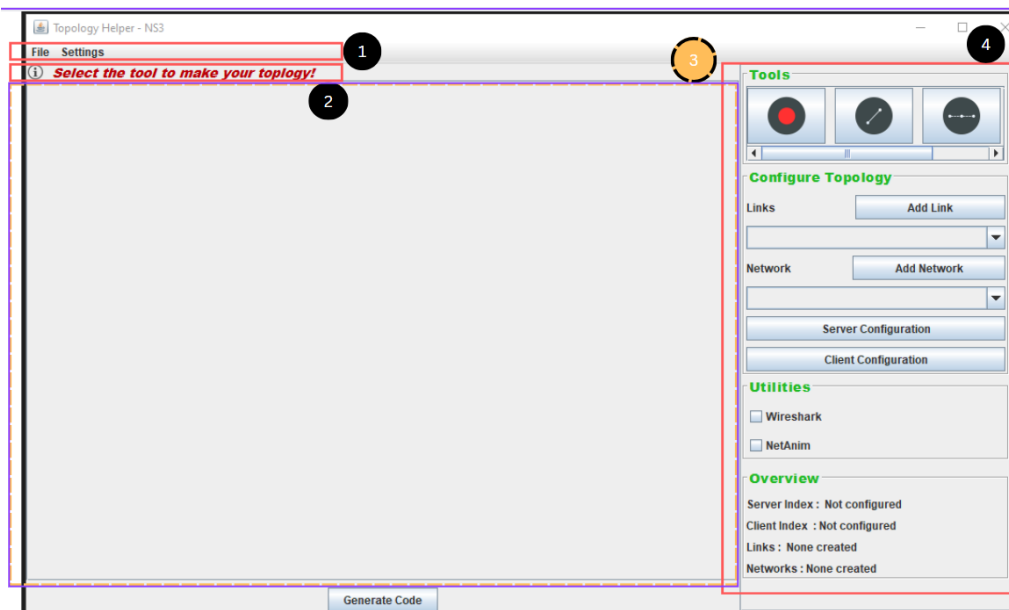 Topology Helper - NS3
File Settings
1
4
Select the tool to make your toplogy!
3
2
Tools
Configure Topology
Links Add Link
Network Add Network
Server Configuration
Client Configuration
Utilities
Wireshark
NetAnim
Overview
Server Index : Not configured
Client Index : Not configured
Links : None created
Networks : None created
Generate Code